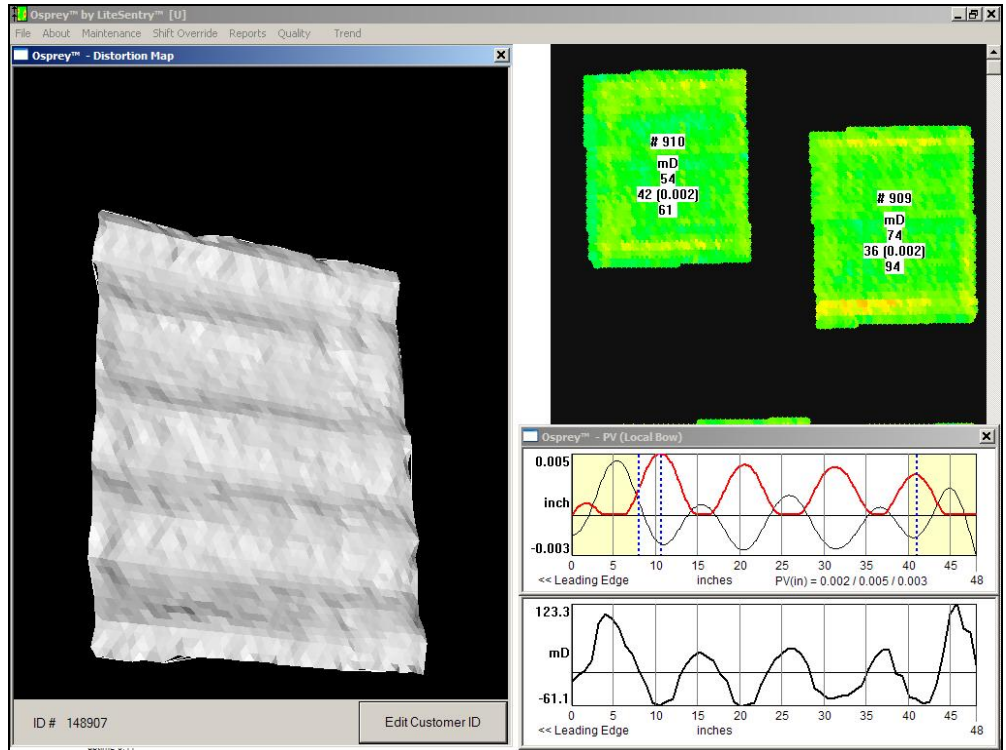 Osprey™ by LiteSentry™ [U]
File About Maintenance Shift Override Reports Quality Trend
Osprey™ - Distortion Map
ID # 148907
Edit Customer ID
# 910
mD
54
42 (0.002)
61
# 909
mD
74
36 (0.002)
94
Osprey™ - PV (Local Bow)
0.005
inch
-0.003
0 5 10 15 20 25 30 35 40 45 48
<< Leading Edge inches PV(in) = 0.002 / 0.005 / 0.003
123.3
mD
-61.1
0 5 10 15 20 25 30 35 40 45 48
<< Leading Edge inches